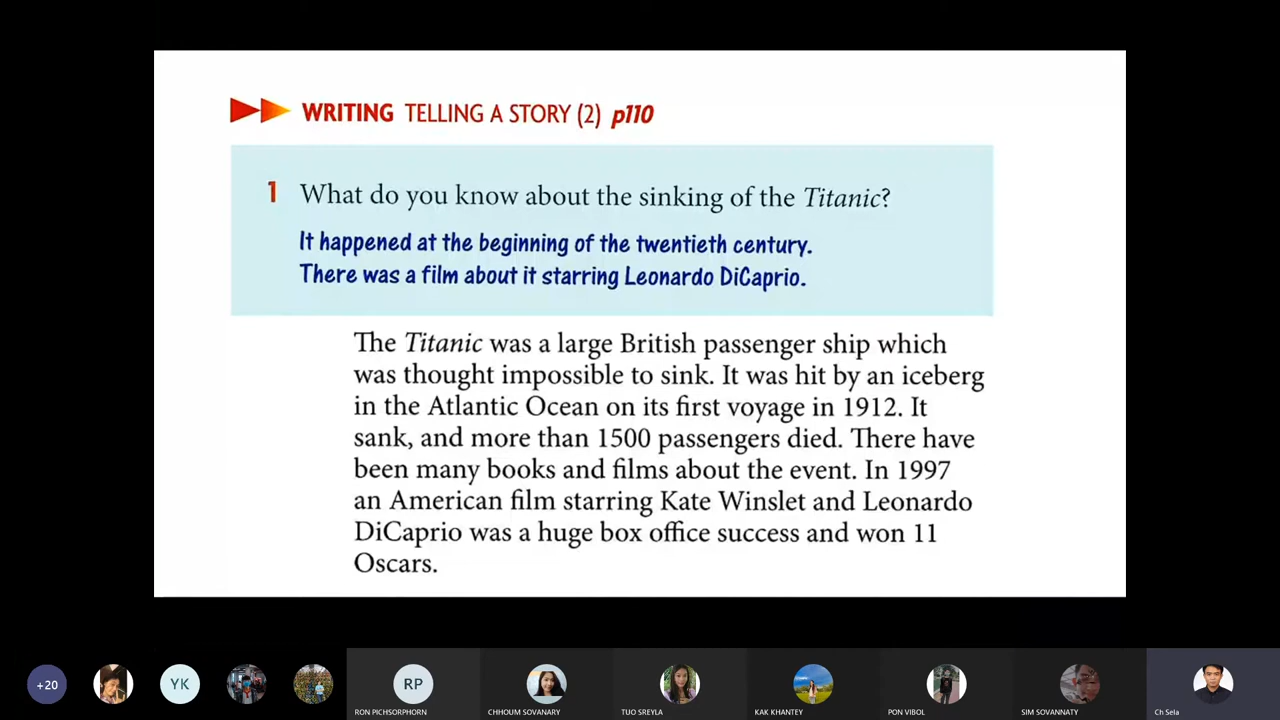 WRITING TELLING A STORY (2) p110
1 What do you know about the sinking of the Titanic?
It happened at the beginning of the twentieth century.
There was a film about it starring Leonardo DiCaprio.
The Titanic was a large British passenger ship which
was thought impossible to sink. It was hit by an iceberg
in the Atlantic Ocean on its first voyage in 1912. It
sank, and more than 1500 passengers died. There have
been many books and films about the event. In 1997
an American film starring Kate Winslet and Leonardo
DiCaprio was a huge box office success and won 11
Oscars.
+20
YK
RP
RON PICHSORPHORN
CHHOUM SOVANARY
TUO SREYLA
KAK KHANTEY
PON VIBOL
SIM SOVANNATY
Ch Sela